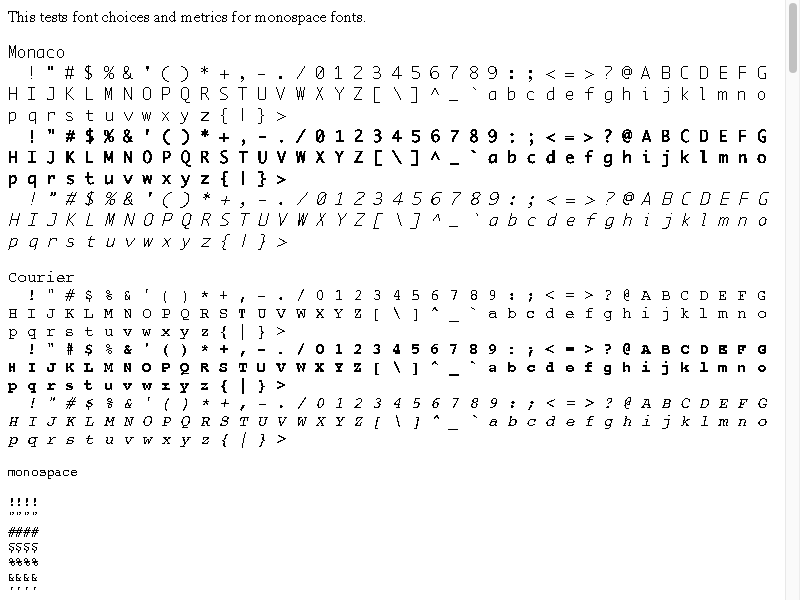 This tests font choices and metrics for monospace fonts.
Monaco
! " # $ % & ' ( ) * + , - . / 0 1 2 3 4 5 6 7 8 9 : ; < = > ? @ A B C D E F G
H I J K L M N O P Q R S T U V W X Y Z [ \ ] ^ _ ` a b c d e f g h i j k l m n o
p q r s t u v w x y z { | } >
! " # $ % & ' ( ) * + , - . / 0 1 2 3 4 5 6 7 8 9 : ; < = > ? @ A B C D E F G
H I J K L M N O P Q R S T U V W X Y Z [ \ ] ^ _ ` a b c d e f g h i j k l m n o
p q r s t u v w x y z { | } >
! " # $ % & ' ( ) * + , - . / 0 1 2 3 4 5 6 7 8 9 : ; < = > ? @ A B C D E F G
H I J K L M N O P Q R S T U V W X Y Z [ \ ] ^ _ ` a b c d e f g h i j k l m n o
p q r s t u v w x y z { | } >
Courier
! " # $ % & ' ( ) * + , - . / 0 1 2 3 4 5 6 7 8 9 : ; < = > ? @ A B C D E F G
H I J K L M N O P Q R S T U V W X Y Z [ \ ] ^ _ ` a b c d e f g h i j k l m n o
p q r s t u v w x y z { | } >
! " # $ % & ' ( ) * + , - . / 0 1 2 3 4 5 6 7 8 9 : ; < = > ? @ A B C D E F G
H I J K L M N O P Q R S T U V W X Y Z [ \ ] ^ _ ` a b c d e f g h i j k l m n o
p q r s t u v w x y z { | } >
! " # $ % & ' ( ) * + , - . / 0 1 2 3 4 5 6 7 8 9 : ; < = > ? @ A B C D E F G
H I J K L M N O P Q R S T U V W X Y Z [ \ ] ^ _ ` a b c d e f g h i j k l m n o
p q r s t u v w x y z { | } >
monospace
!!!!
""""
####
$$$$
%%%%
&&&&
''''